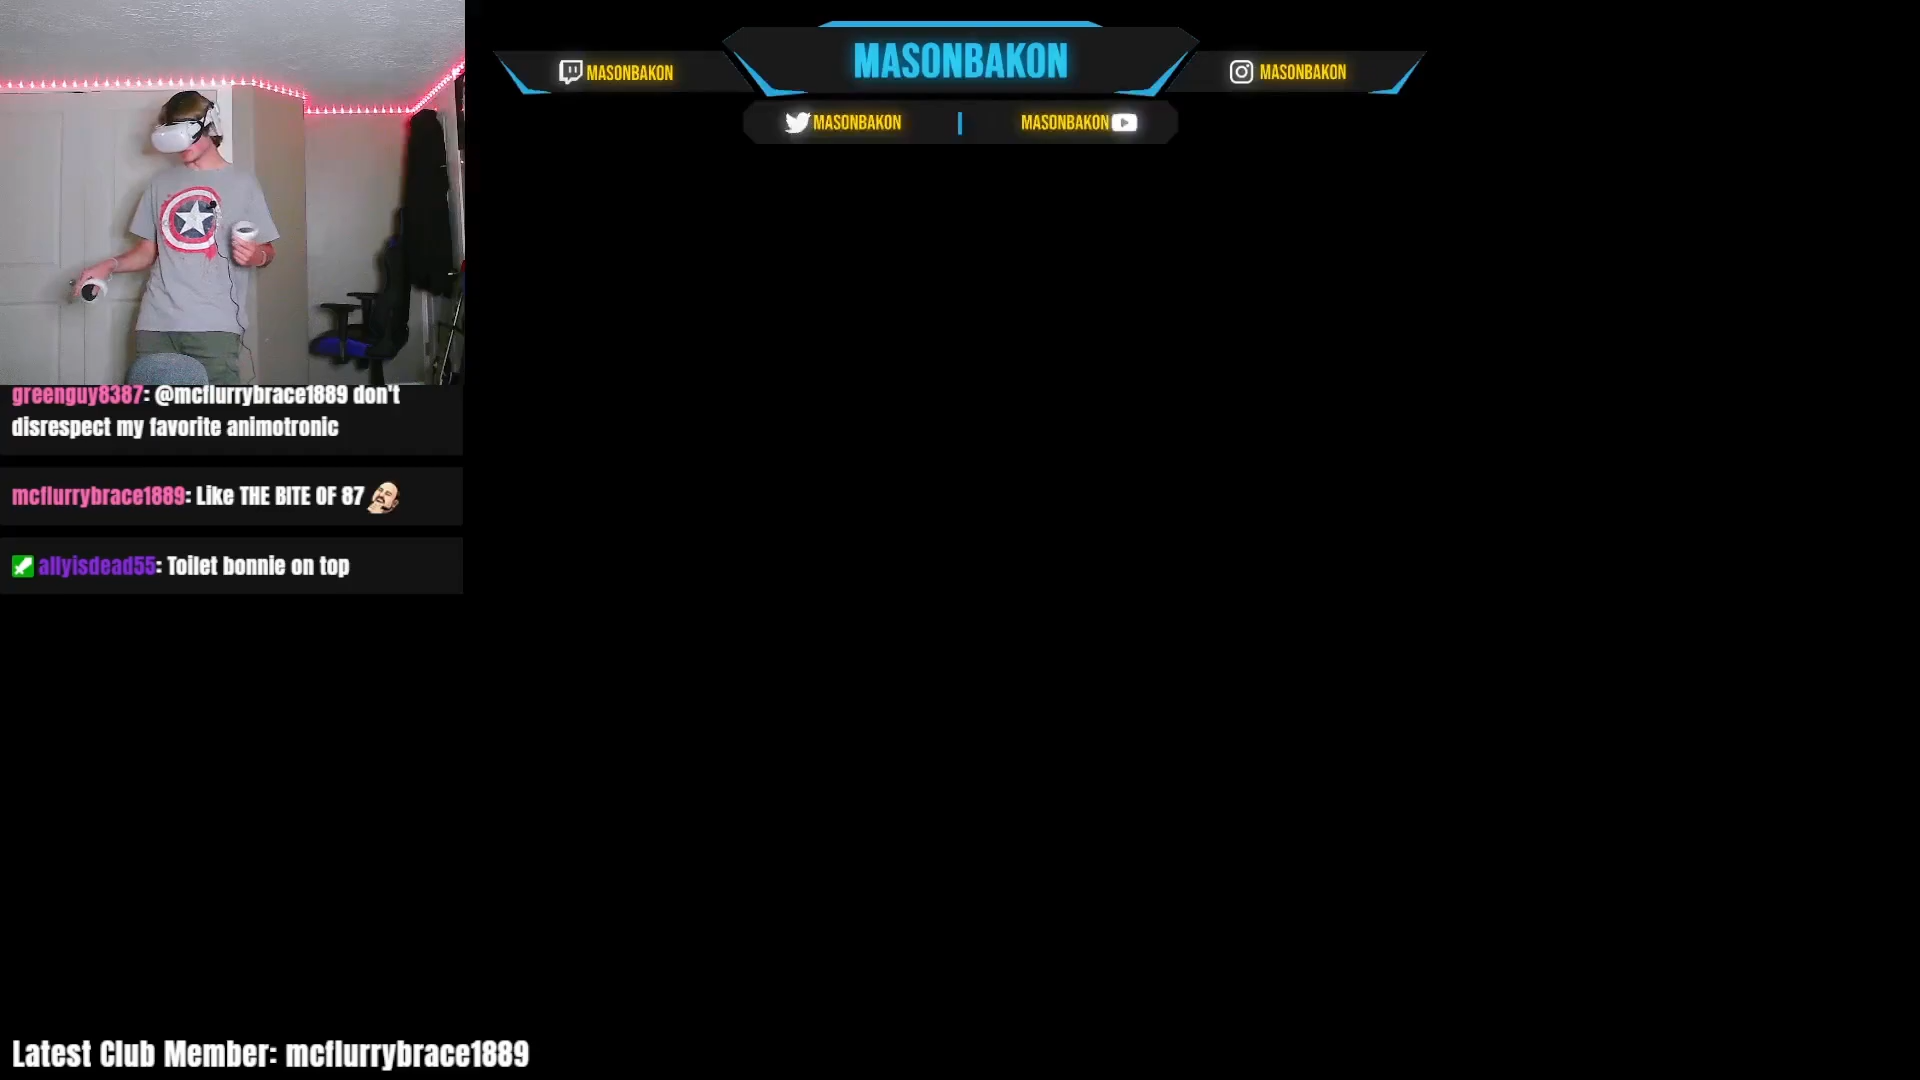 MASONBAKON
MASONBAKON
MASONBAKON
MASONBAKON
MASONBAKON
greenguy8387: @mcflurrybrace1889 don't
disrespect my favorite animotronic
mcflurrybrace1889: Like THE BITE OF 87
allyisdead55: Toilet bonnie on top
Latest Club Member: mcflurrybrace1889